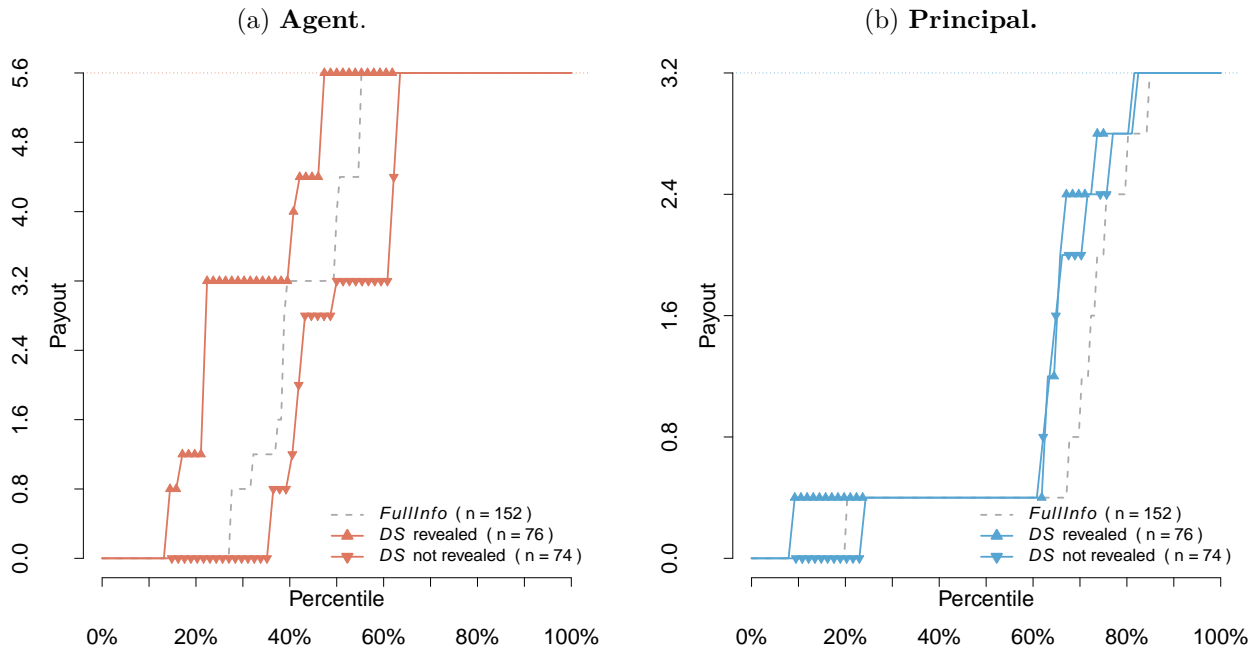 (a) Agent.
5.6
4.8
4.0
3.2
2.4
1.6
0.8
0.0
Payout
FullInfo ( n = 152 )
DS revealed ( n = 76 )
DS not revealed ( n = 74 )
Percentile
0% 20% 40% 60% 80% 100%
(b) Principal.
3.2
2.4
1.6
0.8
0.0
Payout
FullInfo ( n = 152 )
DS revealed ( n = 76 )
DS not revealed ( n = 74 )
Percentile
0% 20% 40% 60% 80% 100%